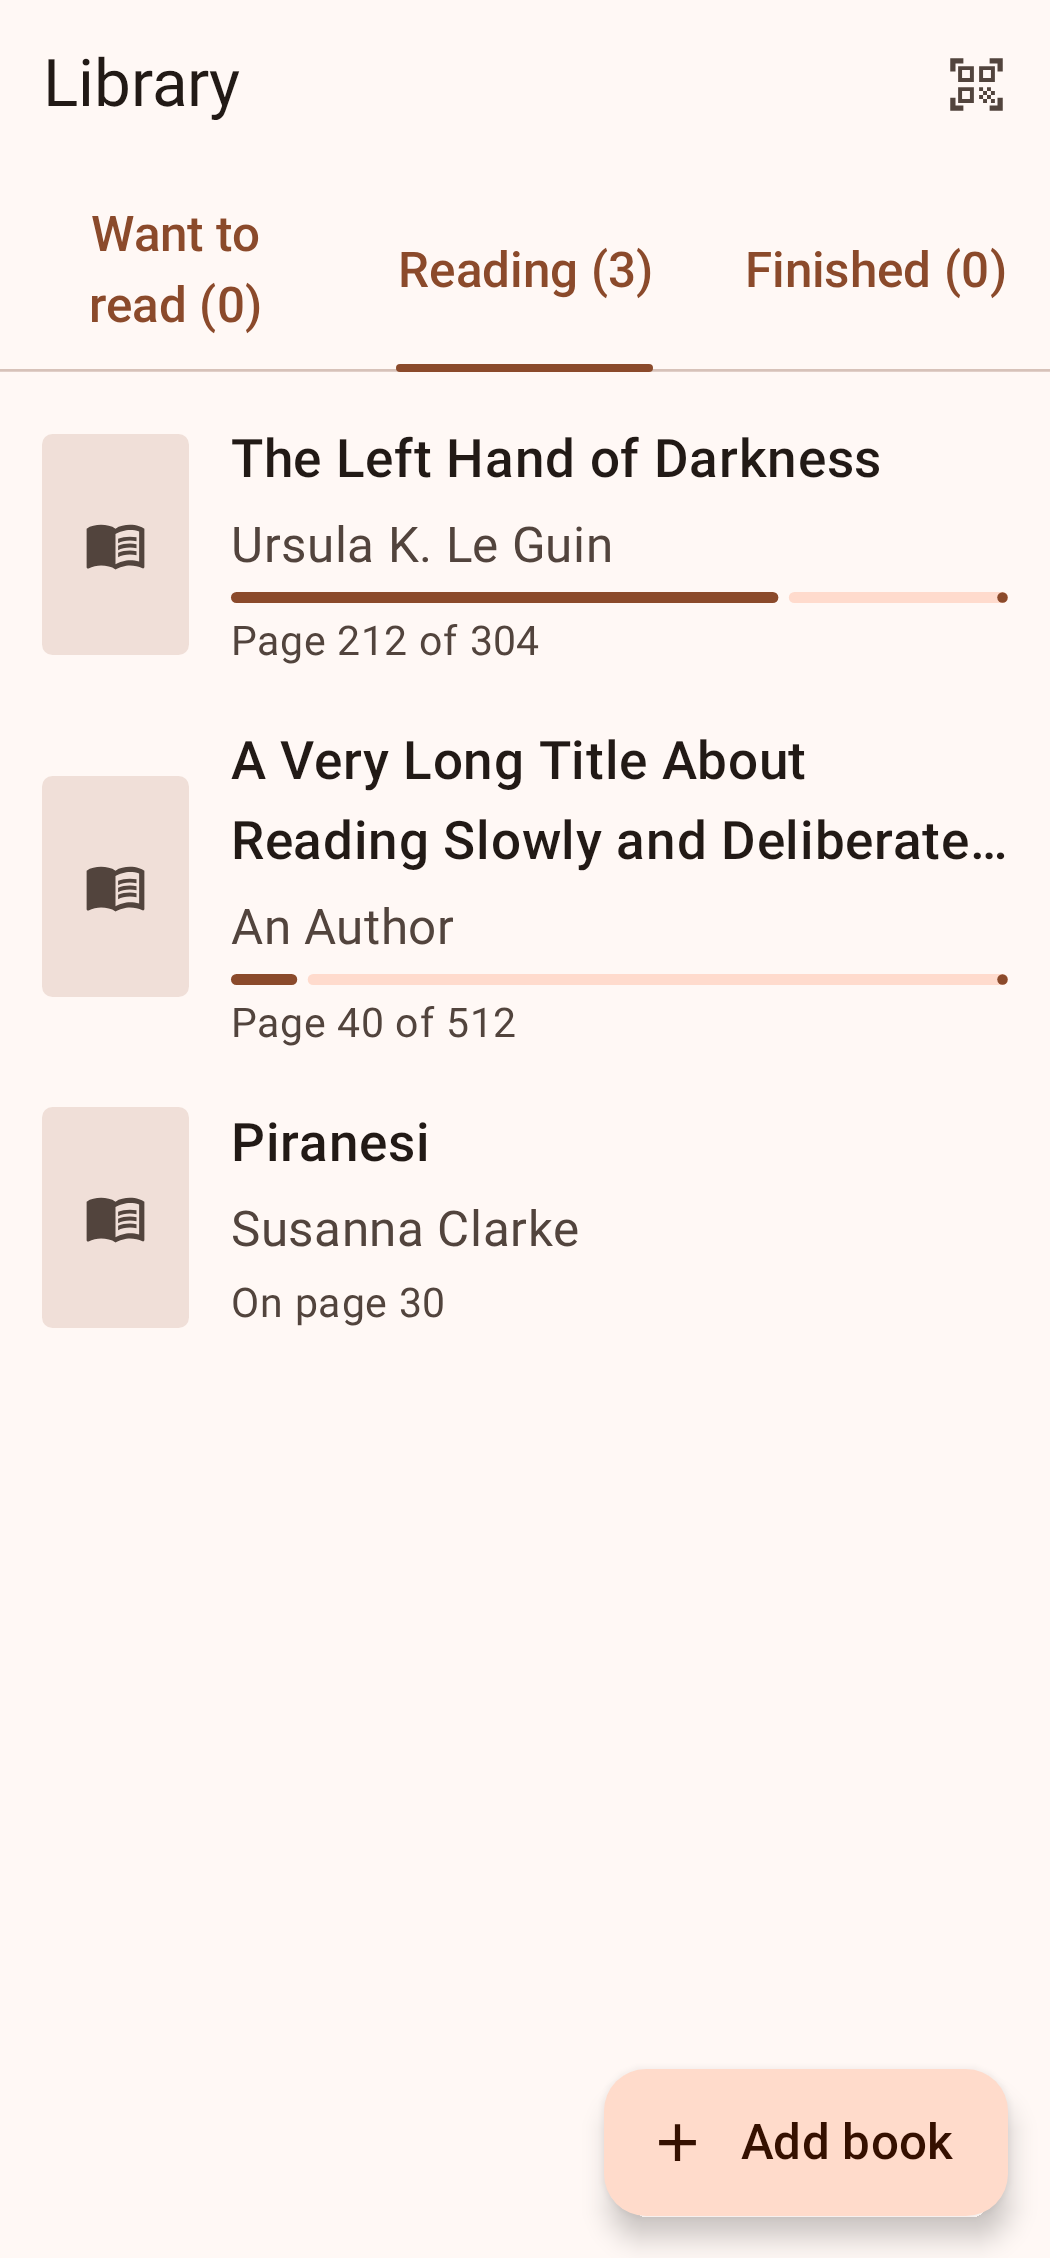 Library
Want to
read (0)
Reading (3)
Finished (0)
The Left Hand of Darkness
Ursula K. Le Guin
Page 212 of 304
A Very Long Title About
Reading Slowly and Deliberate…
An Author
Page 40 of 512
Piranesi
Susanna Clarke
On page 30
+ Add book